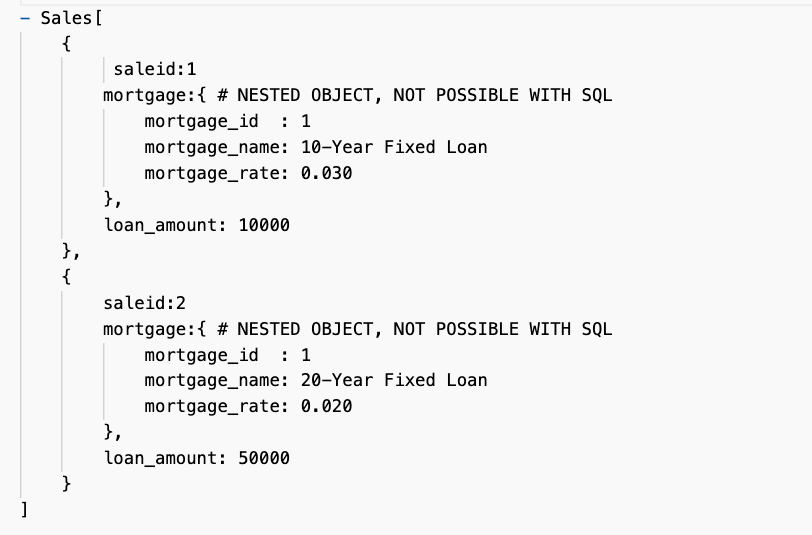 − Sales[
{
saleid:1
mortgage:{ # NESTED OBJECT, NOT POSSIBLE WITH SQL
mortgage_id  : 1
mortgage_name: 10−Year Fixed Loan
mortgage_rate: 0.030
},
loan_amount: 10000
},
{
saleid:2
mortgage:{ # NESTED OBJECT, NOT POSSIBLE WITH SQL
mortgage_id  : 1
mortgage_name: 20−Year Fixed Loan
mortgage_rate: 0.020
},
loan_amount: 50000
}
]